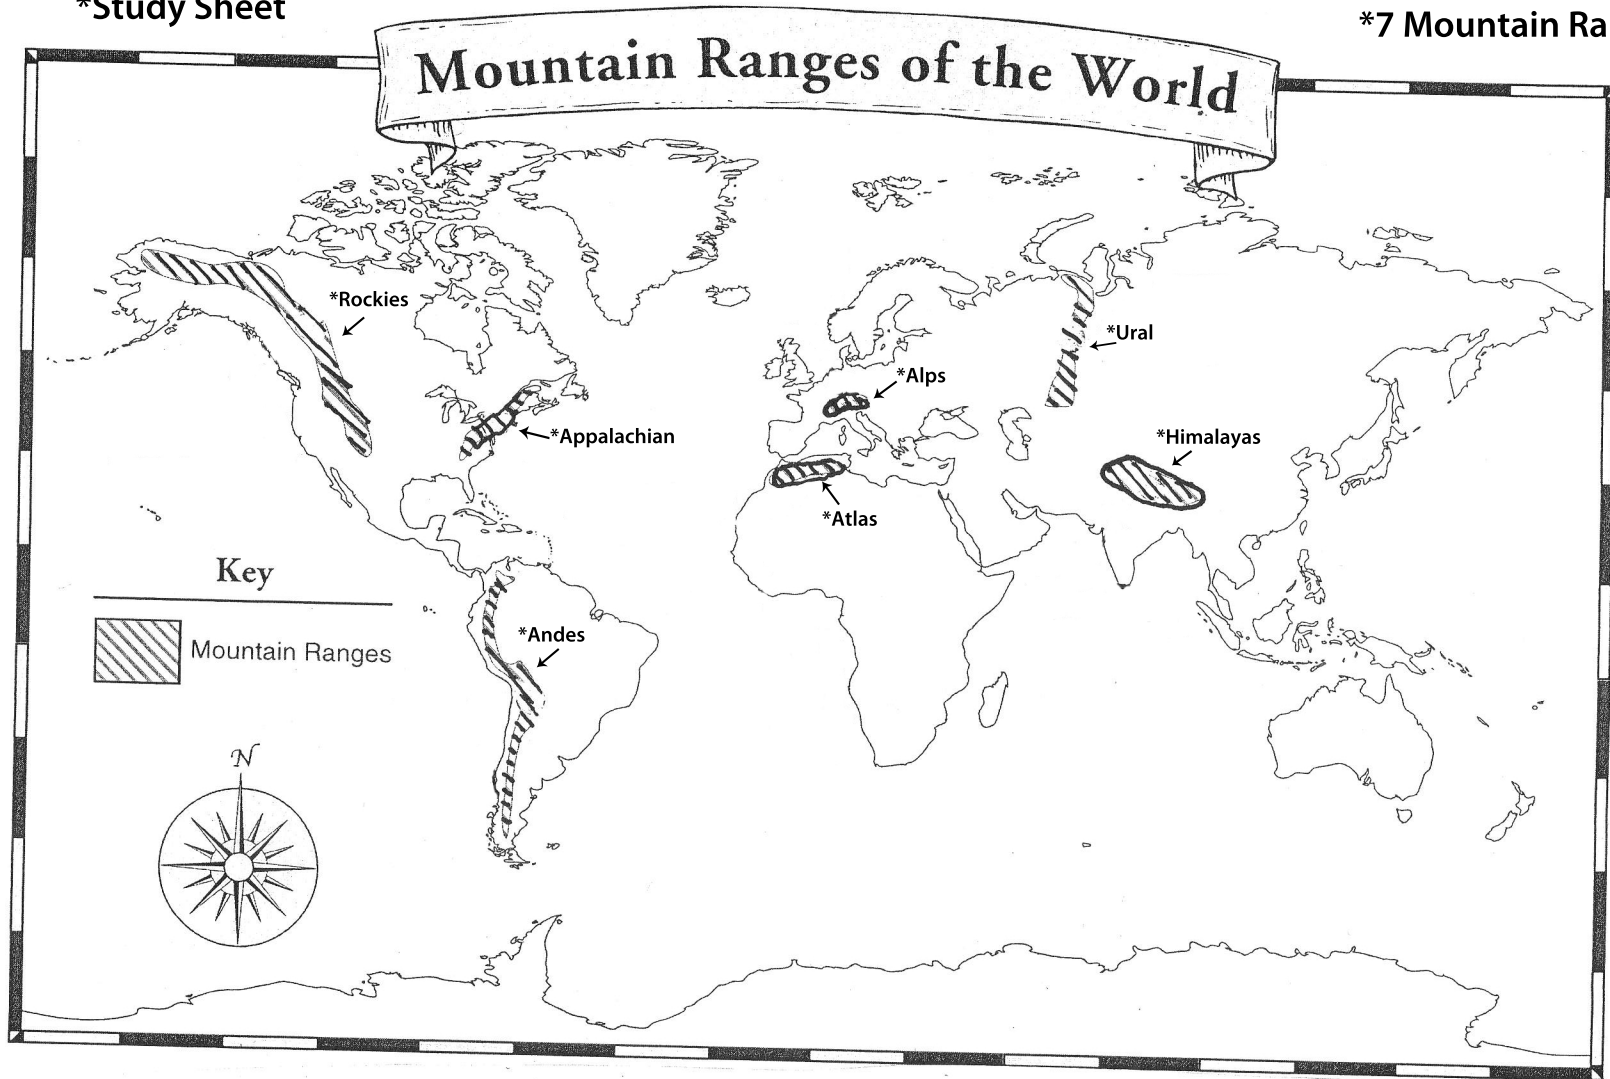 *Study Sheet
*7 Mountain Ra
Mountain Ranges of the World
*Rockies
*Ural
*Alps
*Appalachian
*Himalayas
*Atlas
Key
Mountain Ranges
*Andes
N